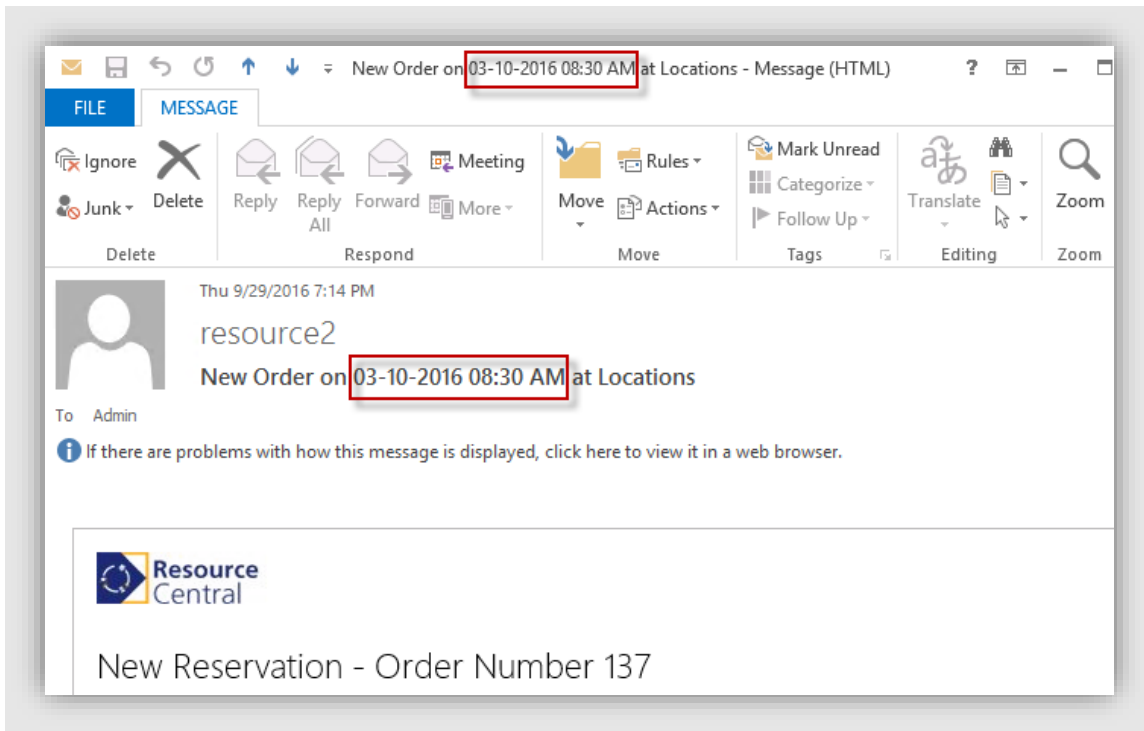 New Order on 03-10-2016 08:30 AM at Locations - Message (HTML) ?
FILE MESSAGE
Ignore
Junk
Delete
Reply
Reply All
Forward
Meeting
More
Move
Rules
Actions
Mark Unread
Categorize
Follow Up
Translate
Zoom
Delete Respond Move Tags Editing Zoom
Thu 9/29/2016 7:14 PM
resource2
New Order on 03-10-2016 08:30 AM at Locations
To Admin
If there are problems with how this message is displayed, click here to view it in a web browser.
Resource
Central
New Reservation - Order Number 137